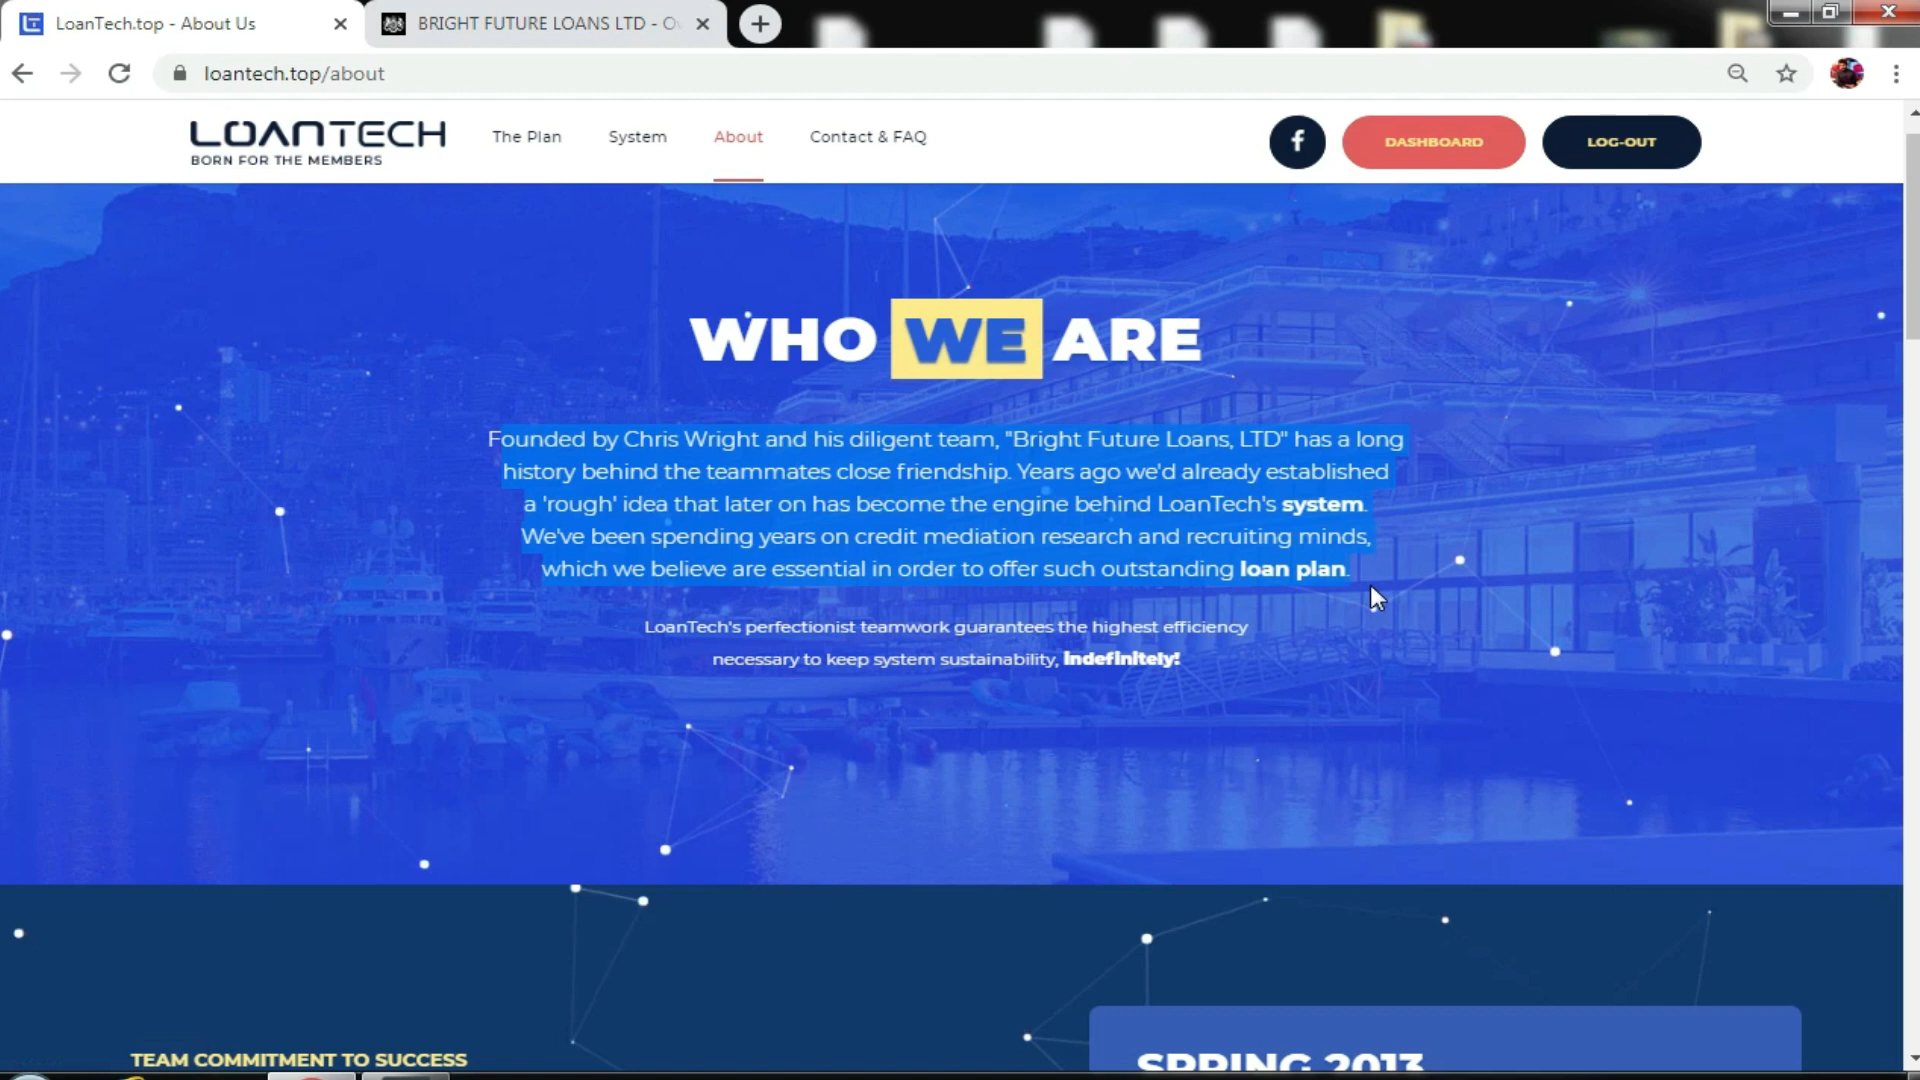 LoanTech.top - About Us
BRIGHT FUTURE LOANS LTD - Ov
loantech.top/about
LOANTECH
BORN FOR THE MEMBERS
The Plan
System
About
Contact & FAQ
f
DASHBOARD
LOG-OUT
WHO WE ARE
Founded by Chris Wright and his diligent team, "Bright Future Loans, LTD" has a long
history behind the teammates close friendship. Years ago we'd already established
a 'rough' idea that later on has become the engine behind LoanTech's system.
We've been spending years on credit mediation research and recruiting minds,
which we believe are essential in order to offer such outstanding loan plan.
LoanTech's perfectionist teamwork guarantees the highest efficiency
necessary to keep system sustainability, indefinitely!
TEAM COMMITMENT TO SUCCESS
SPRING 2013